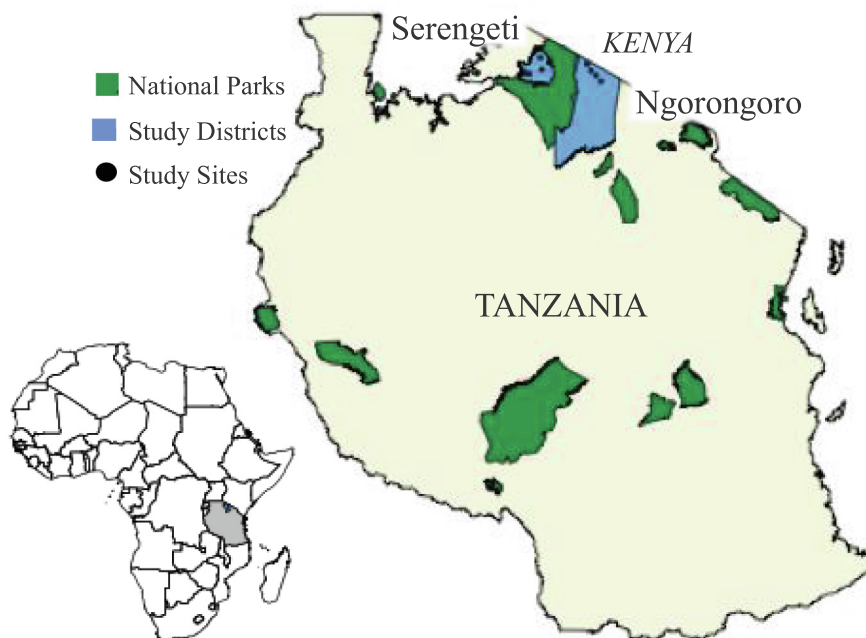 Serengeti
KENYA
National Parks
Ngorongoro
Study Districts
Study Sites
TANZANIA